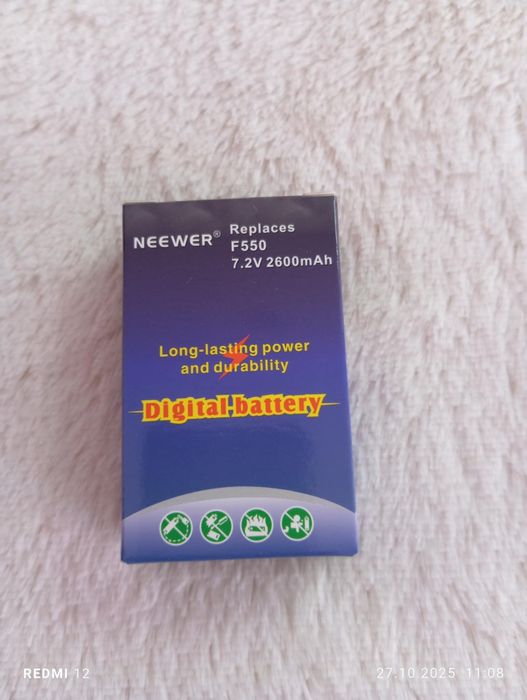 NEEWER®
Replaces
F550
7.2V 2600mAh
Long-lasting power
and durability
Digital battery
REDMI 12
27.10.2025 11:08